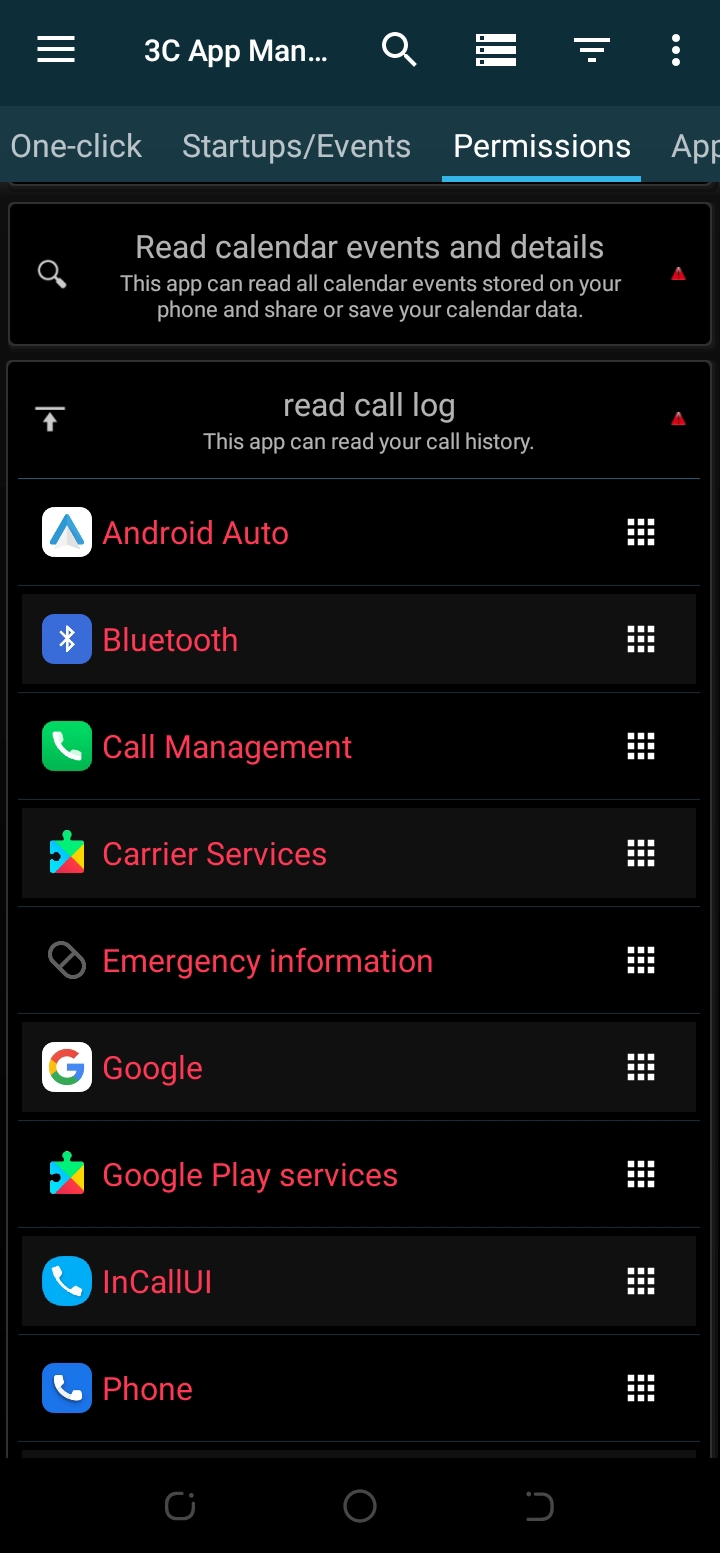 3C App Man...
One-click
Startups/Events
Permissions
App
Read calendar events and details
This app can read all calendar events stored on your
phone and share or save your calendar data.
read call log
This app can read your call history.
Android Auto
Bluetooth
Call Management
Carrier Services
Emergency information
Google
Google Play services
InCallUI
Phone